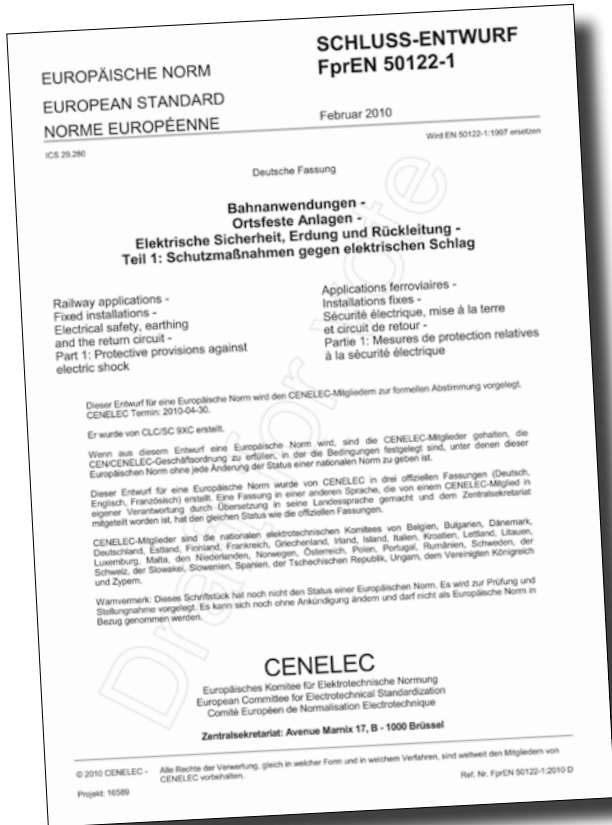 EUROPÄISCHE NORM
EUROPEAN STANDARD
NORME EUROPÉENNE
SCHLUSS-ENTWURF
FprEN 50122-1
Februar 2010
ICS 29.280
Wird EN 50122-1:1997 ersetzen
Deutsche Fassung
Bahnanwendungen -
Ortsfeste Anlagen -
Elektrische Sicherheit, Erdung und Rückleitung -
Teil 1: Schutzmaßnahmen gegen elektrischen Schlag
Railway applications -
Fixed installations -
Electrical safety, earthing
and the return circuit -
Part 1: Protective provisions against
electric shock
Applications ferroviaires -
Installations fixes -
Sécurité électrique, mise à la terre
et circuit de retour -
Partie 1: Mesures de protection relatives
à la sécurité électrique
Dieser Entwurf für eine Europäische Norm wird den CENELEC-Mitgliedern zur formellen Abstimmung vorgelegt.
CENELEC Termin: 2010-04-30.
Er wurde von CLC/SC 9XC erstellt.
Wenn aus diesem Entwurf eine Europäische Norm wird, sind die CENELEC-Mitglieder gehalten, die
CEN/CENELEC-Geschäftsordnung zu erfüllen, in der die Bedingungen festgelegt sind, unter denen dieser
Europäischen Norm ohne jede Änderung der Status einer nationalen Norm zu geben ist.
Dieser Entwurf für eine Europäische Norm wurde von CENELEC in drei offiziellen Fassungen (Deutsch,
Englisch, Französisch) erstellt. Eine Fassung in einer anderen Sprache, die von einem CENELEC-Mitglied in
eigener Verantwortung durch Übersetzung in seine Landessprache gemacht und dem Zentralsekretariat
mitgeteilt worden ist, hat den gleichen Status wie die offiziellen Fassungen.
CENELEC-Mitglieder sind die nationalen elektrotechnischen Komitees von Belgien, Bulgarien, Dänemark,
Deutschland, Estland, Finnland, Frankreich, Griechenland, Irland, Island, Italien, Kroatien, Lettland, Litauen,
Luxemburg, Malta, den Niederlanden, Norwegen, Österreich, Polen, Portugal, Rumänien, Schweden, der
Schweiz, der Slowakei, Slowenien, Spanien, der Tschechischen Republik, Ungarn, dem Vereinigten Königreich
und Zypern.
Warnvermerk: Dieses Schriftstück hat noch nicht den Status einer Europäischen Norm. Es wird zur Prüfung und
Stellungnahme vorgelegt. Es kann sich noch ohne Ankündigung ändern und darf nicht als Europäische Norm in
Bezug genommen werden.
Draft for vote
CENELEC
Europäisches Komitee für Elektrotechnische Normung
European Committee for Electrotechnical Standardization
Comité Européen de Normalisation Electrotechnique
Zentralsekretariat: Avenue Marnix 17, B - 1000 Brüssel
© 2010 CENELEC - Alle Rechte der Verwertung, gleich in welcher Form und in welchem Verfahren, sind weltweit den Mitgliedern von
CENELEC vorbehalten.
Projekt: 16589
Ref. Nr. FprEN 50122-1:2010 D